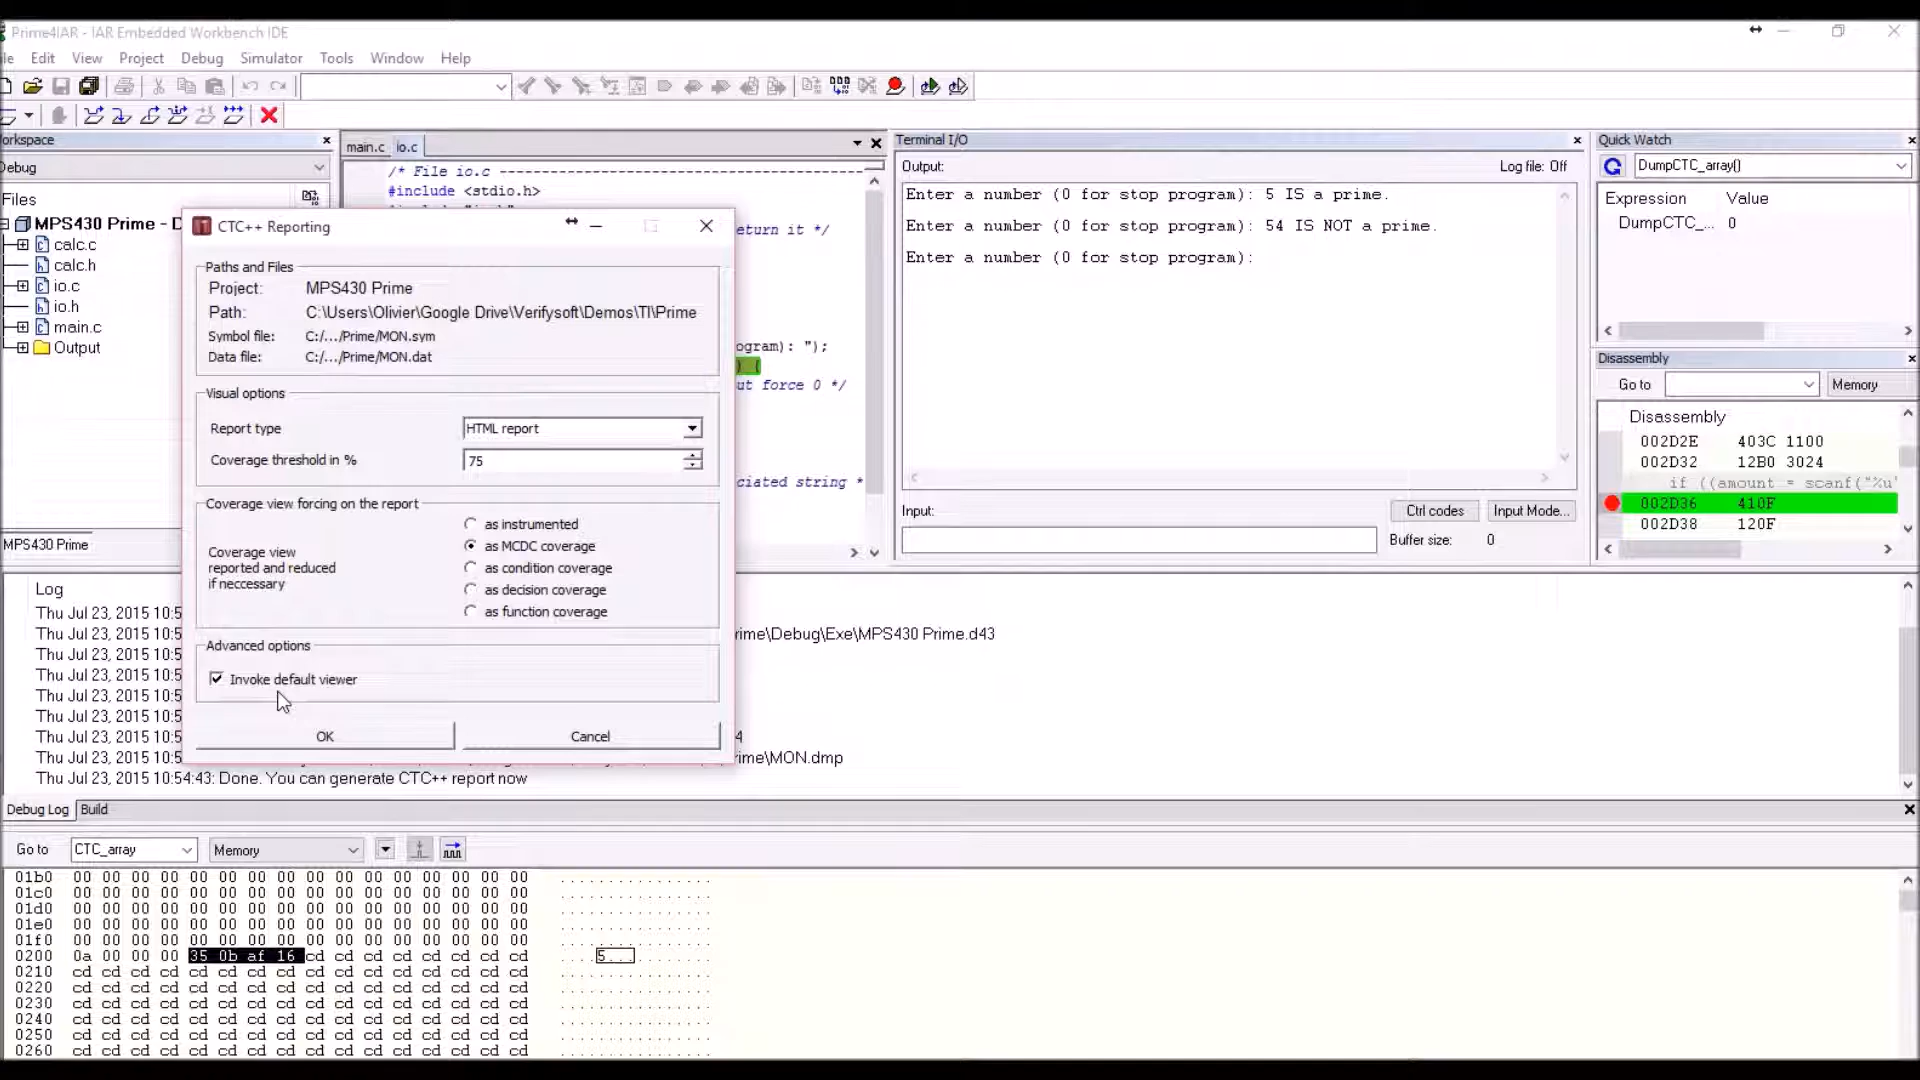 Prime4IAR - IAR Embedded Workbench IDE
Edit View Project Debug Simulator Tools Window Help
Debug
Files
MPS430 Prime - D
calc.c
calc.h
io.c
io.h
main.c
Output
MPS430 Prime
main.c io.c
/* File io.c
#include <stdio.h>
eturn it */
ogram): ");
) {
ut force 0 */
ciated string *
CTC++ Reporting
Paths and Files
Project: MPS430 Prime
Path: C:\Users\Olivier\Google Drive\Verifysoft\Demos\TI\Prime
Symbol file: C:/.../Prime/MON.sym
Data file: C:/.../Prime/MON.dat
Visual options
Report type HTML report
Coverage threshold in % 75
Coverage view forcing on the report
Coverage view
reported and reduced
if neccessary
as instrumented
as MCDC coverage
as condition coverage
as decision coverage
as function coverage
Advanced options
Invoke default viewer
OK Cancel
Terminal I/O
Output: Log file: Off
Enter a number (0 for stop program): 5 IS a prime.
Enter a number (0 for stop program): 54 IS NOT a prime.
Enter a number (0 for stop program):
Input: Ctrl codes Input Mode...
Buffer size: 0
Quick Watch
DumpCTC_array()
Expression Value
DumpCTC_... 0
Disassembly
Go to Memory
Disassembly
002D2E 403C 1100
002D32 12B0 3024
if ((amount = scanf("%u'
002D36 410F
002D38 120F
Log
Thu Jul 23, 2015 10:5
Thu Jul 23, 2015 10:5 rime\Debug\Exe\MPS430 Prime.d43
Thu Jul 23, 2015 10:5
Thu Jul 23, 2015 10:5
Thu Jul 23, 2015 10:5
Thu Jul 23, 2015 10:5
Thu Jul 23, 2015 10:5 4
Thu Jul 23, 2015 10:5 rime\MON.dmp
Thu Jul 23, 2015 10:54:43: Done. You can generate CTC++ report now
Debug Log Build
Go to CTC_array Memory
01b0 00 00 00 00 00 00 00 00 00 00 00 00 00 00 00 00 ................
01c0 00 00 00 00 00 00 00 00 00 00 00 00 00 00 00 00 ................
01d0 00 00 00 00 00 00 00 00 00 00 00 00 00 00 00 00 ................
01e0 00 00 00 00 00 00 00 00 00 00 00 00 00 00 00 00 ................
01f0 00 00 00 00 00 00 00 00 00 00 00 00 00 00 00 00 ................
0200 0a 00 00 00 35 0b af 16 cd cd cd cd cd cd cd cd ....5...........
0210 cd cd cd cd cd cd cd cd cd cd cd cd cd cd cd cd ................
0220 cd cd cd cd cd cd cd cd cd cd cd cd cd cd cd cd ................
0230 cd cd cd cd cd cd cd cd cd cd cd cd cd cd cd cd ................
0240 cd cd cd cd cd cd cd cd cd cd cd cd cd cd cd cd ................
0250 cd cd cd cd cd cd cd cd cd cd cd cd cd cd cd cd ................
0260 cd cd cd cd cd cd cd cd cd cd cd cd cd cd cd cd ................